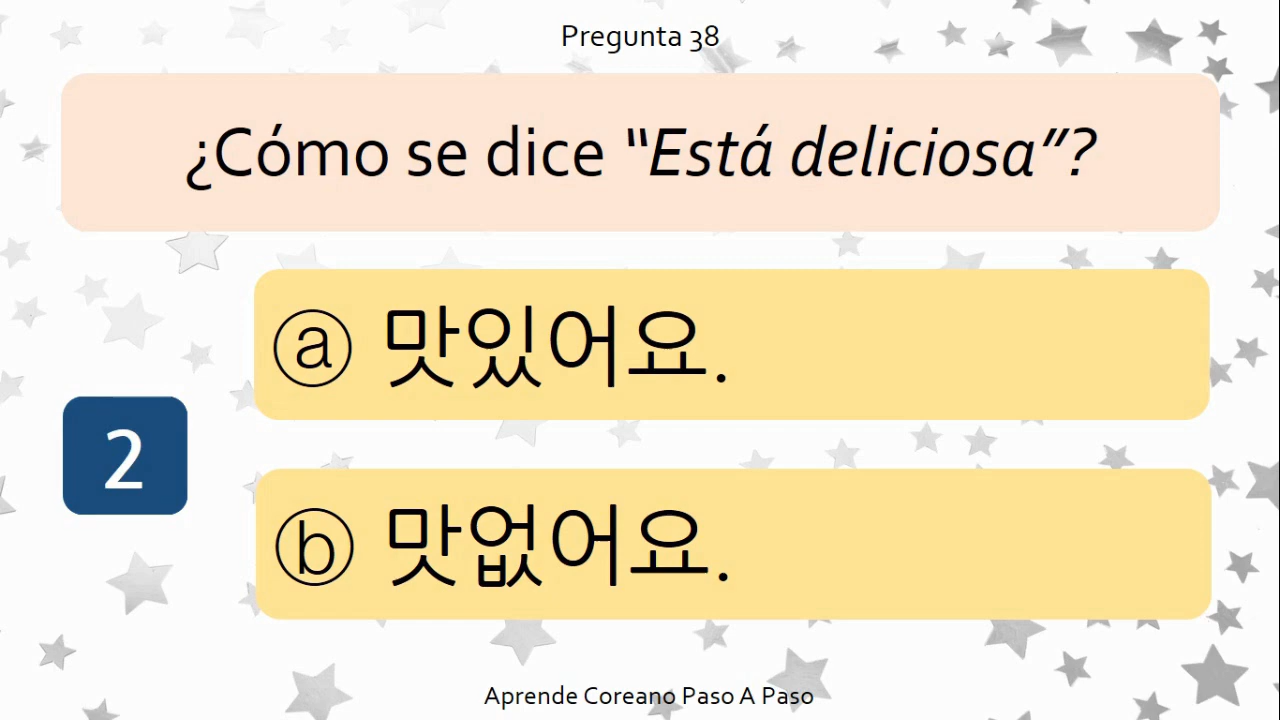 Pregunta 38
¿Cómo se dice “Está deliciosa”?
ⓐ 맛있어요.
2
ⓑ 맛없어요.
Aprende Coreano Paso A Paso